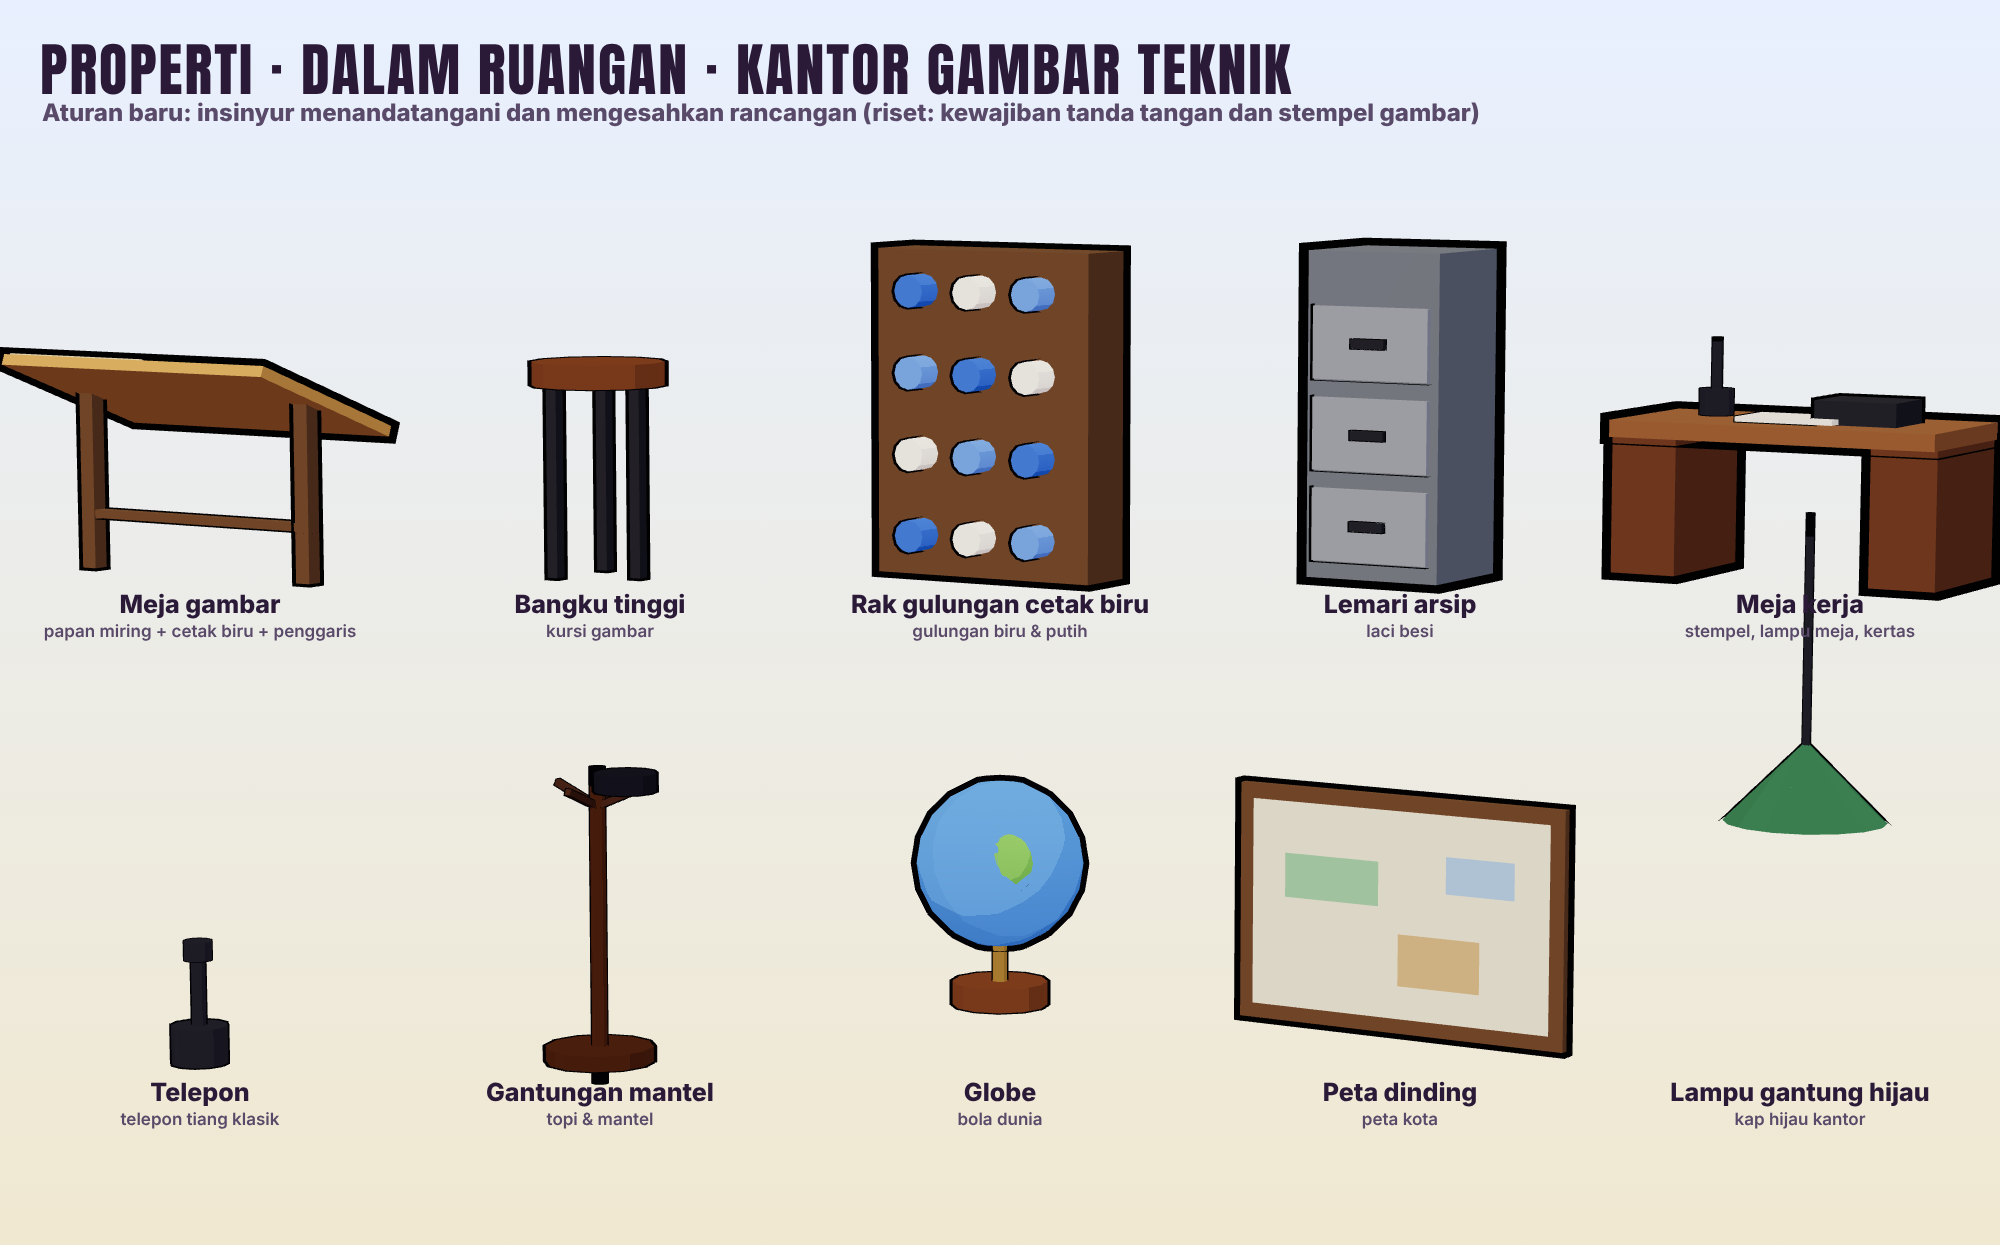 PROPERTI · DALAM RUANGAN · KANTOR GAMBAR TEKNIK
Aturan baru: insinyur menandatangani dan mengesahkan rancangan (riset: kewajiban tanda tangan dan stempel gambar)
Meja gambar
papan miring + cetak biru + penggaris
Bangku tinggi
kursi gambar
Rak gulungan cetak biru
gulungan biru & putih
Lemari arsip
laci besi
Meja kerja
stempel, lampu meja, kertas
Telepon
telepon tiang klasik
Gantungan mantel
topi & mantel
Globe
bola dunia
Peta dinding
peta kota
Lampu gantung hijau
kap hijau kantor